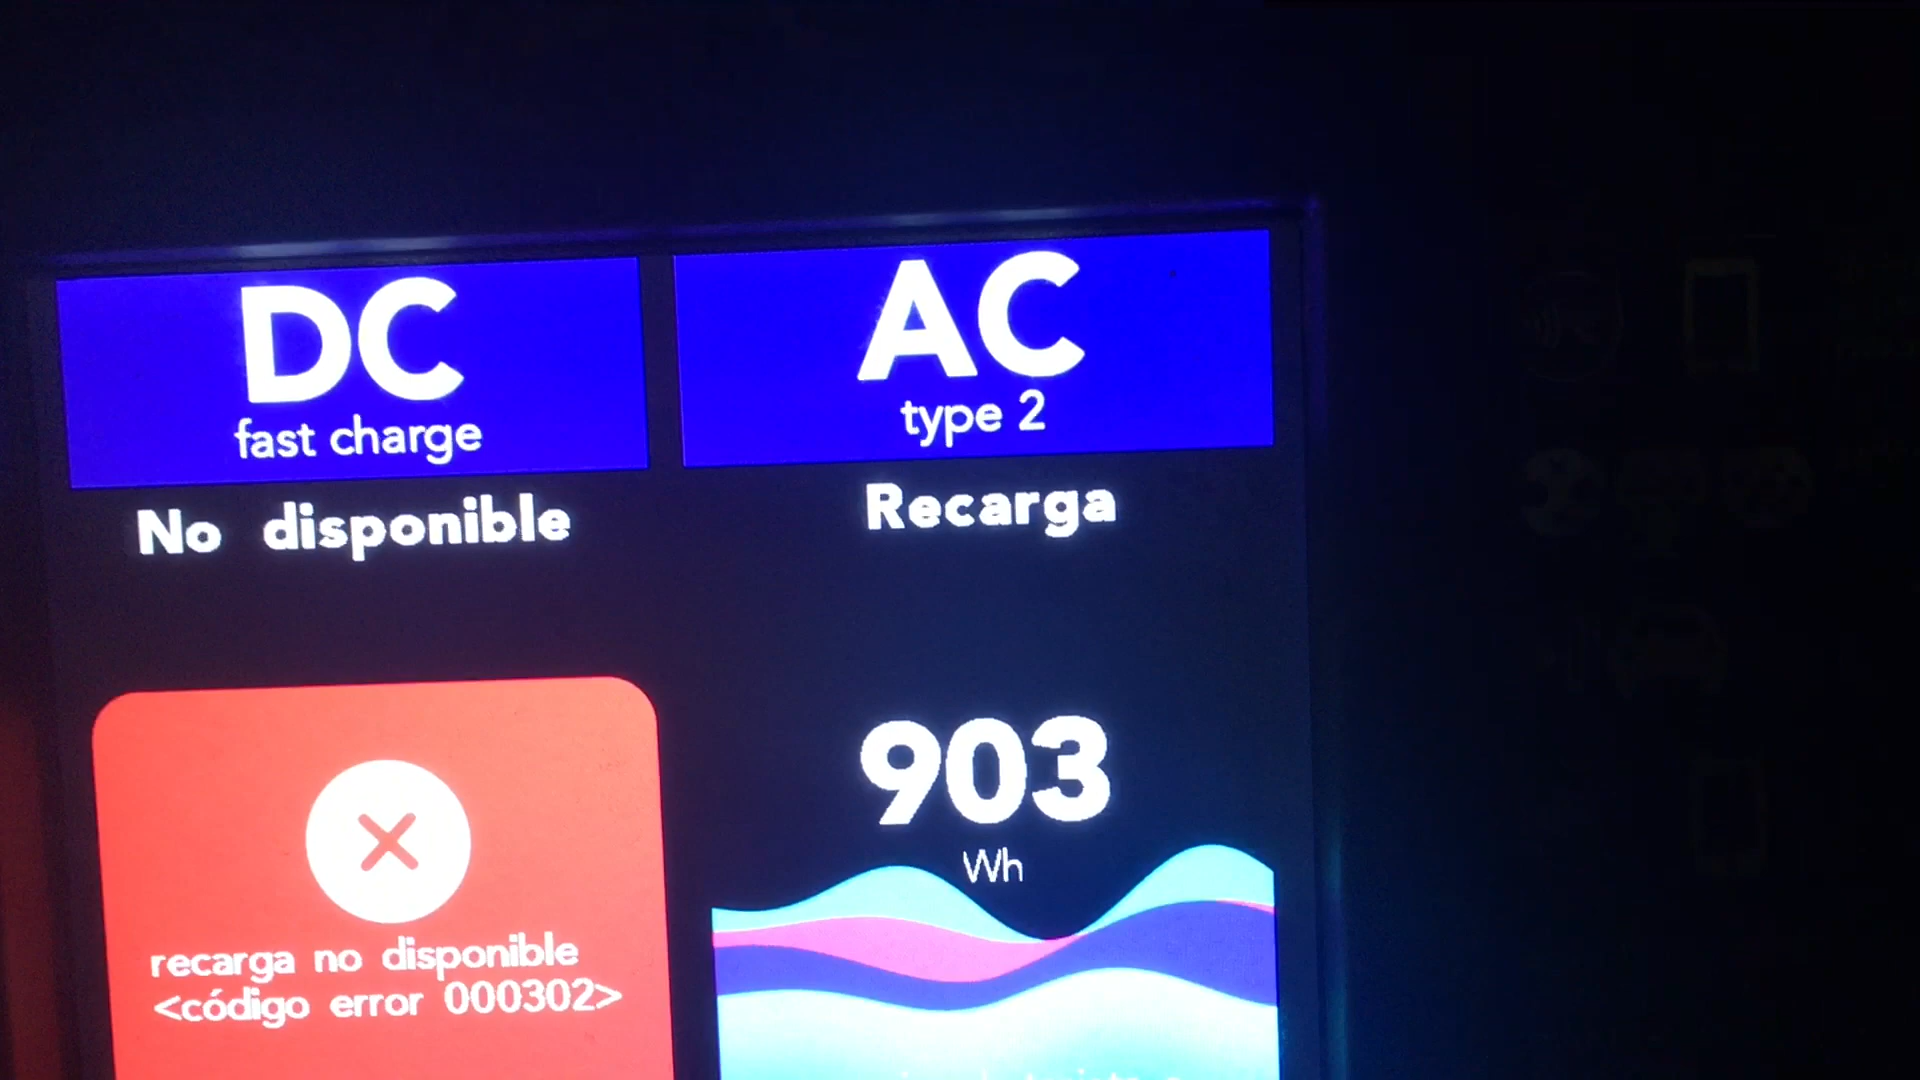 DC
fast charge
No disponible
recarga no disponible
<código error 000302>
AC
type 2
Recarga
903
Wh